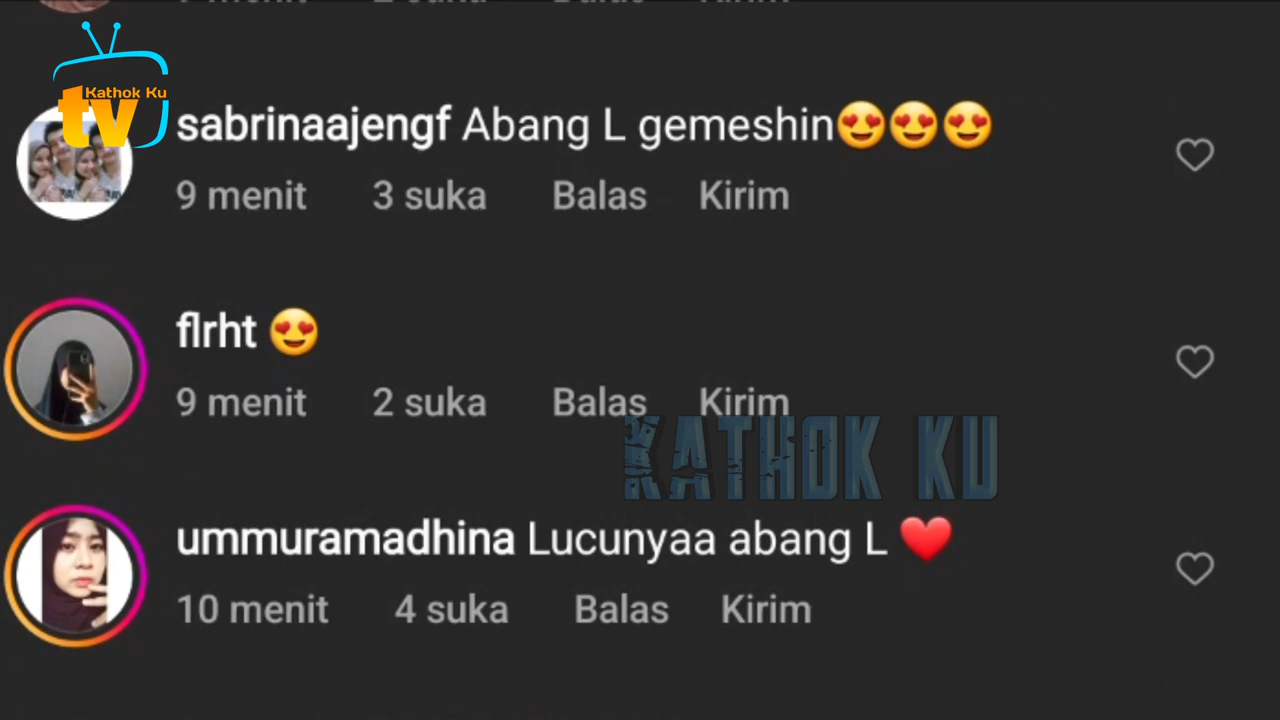 Kathok Ku
tv
sabrinaajengf Abang L gemeshin😍😍😍
9 menit 3 suka Balas Kirim
flrht 😍
9 menit 2 suka Balas Kirim
KATHOK KU
ummuramadhina Lucunyaa abang L ❤️
10 menit 4 suka Balas Kirim